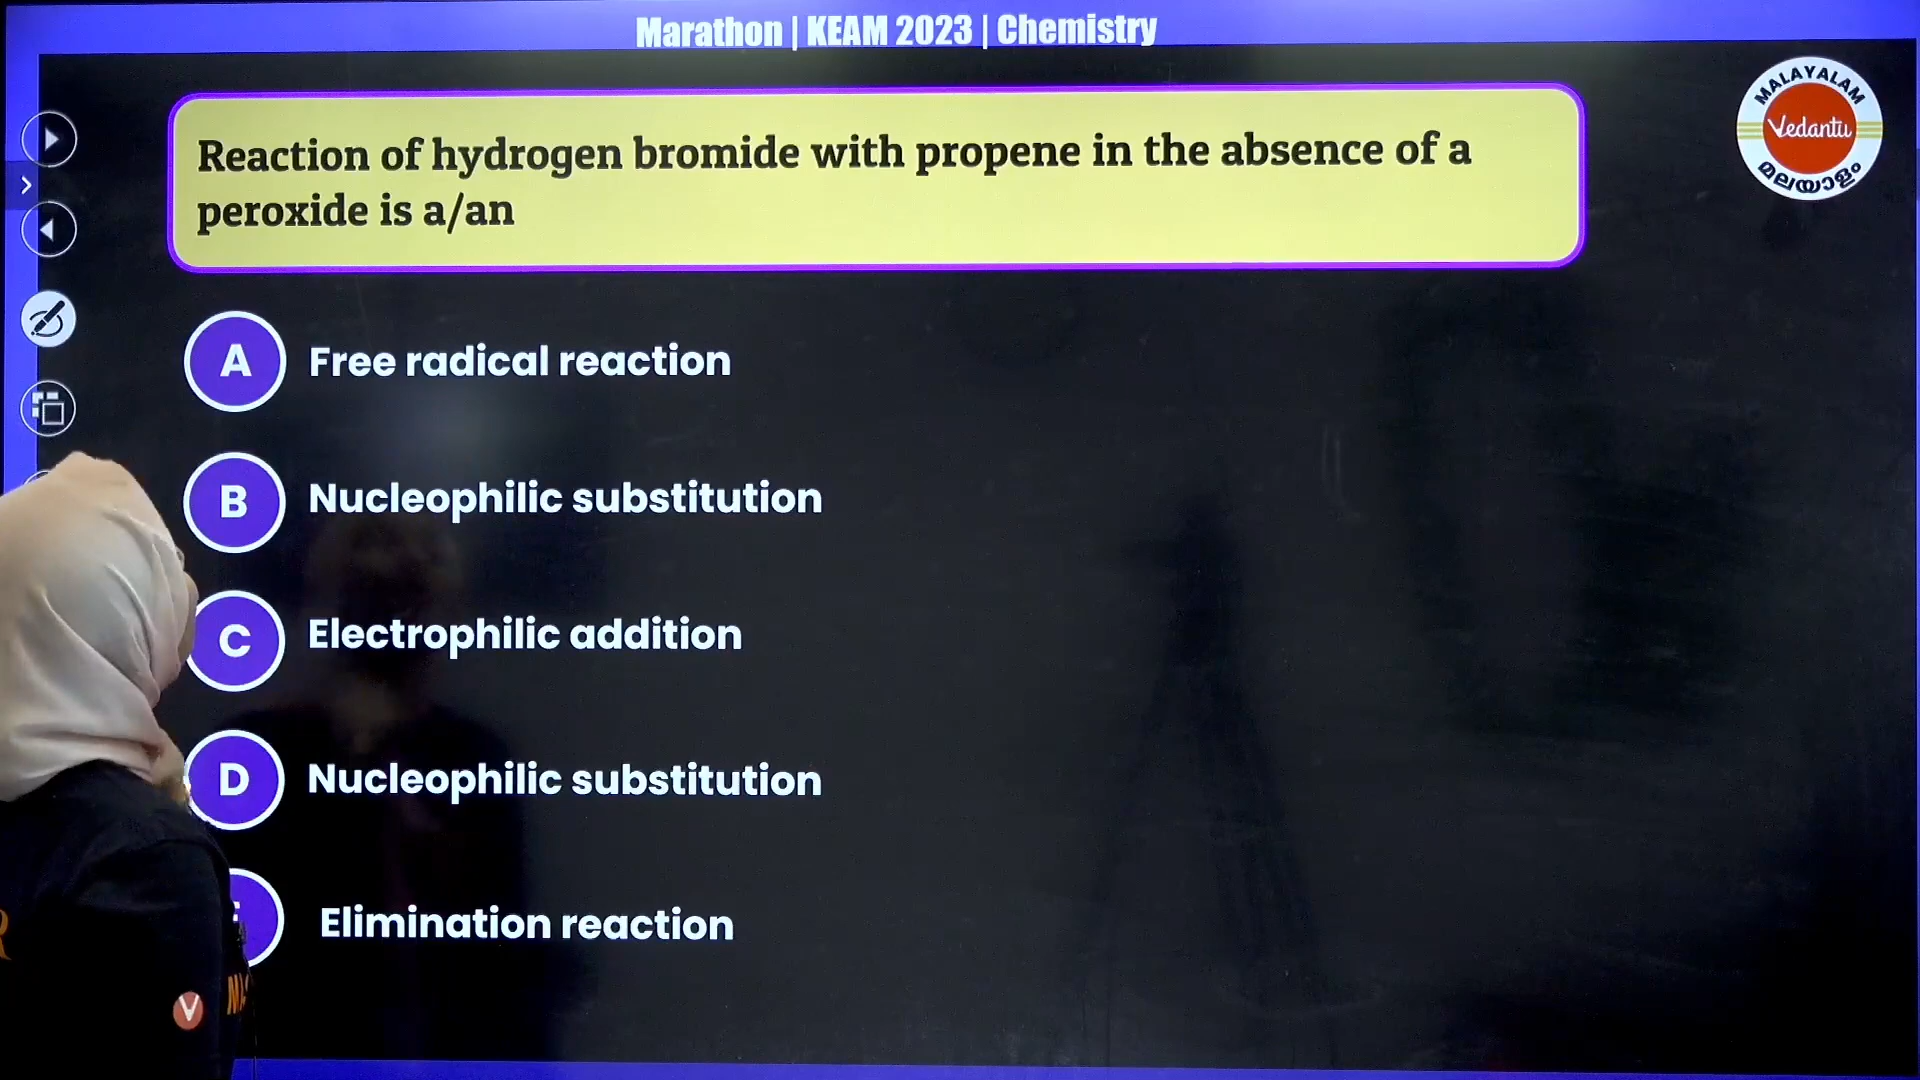 Marathon | KEAM 2023 | Chemistry
MALAYALAM
Vedantu
മലയാളം
Reaction of hydrogen bromide with propene in the absence of a
peroxide is a/an
A Free radical reaction
B Nucleophilic substitution
C Electrophilic addition
D Nucleophilic substitution
Elimination reaction
V